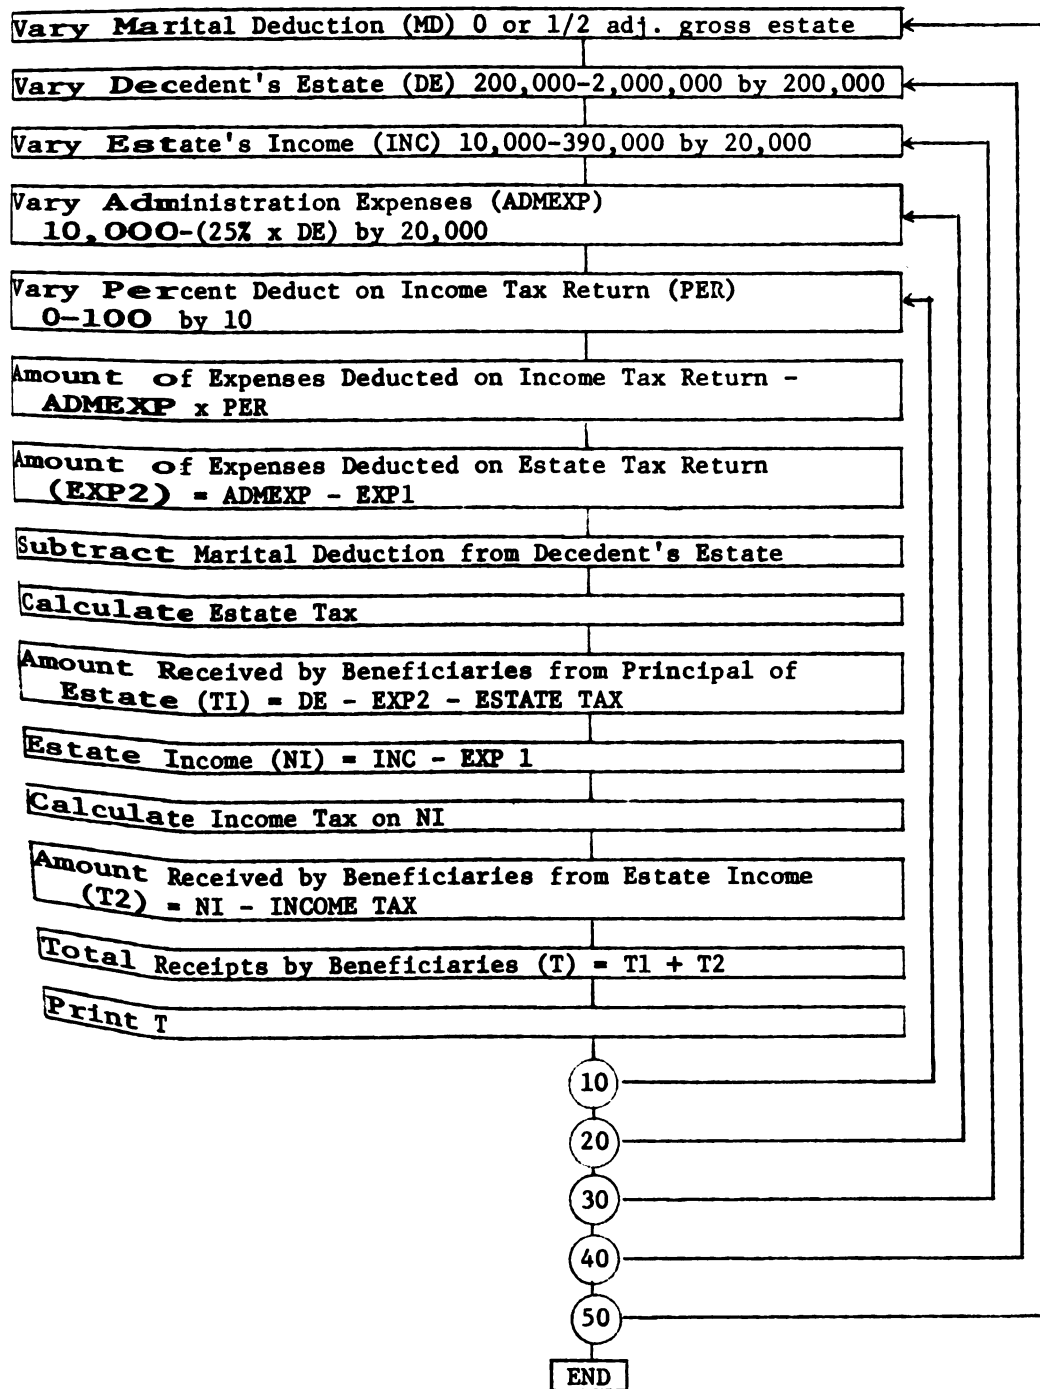 Vary Marital Deduction (MD) 0 or 1/2 adj. gross estate
Vary Decedent's Estate (DE) 200,000-2,000,000 by 200,000
Vary Estate's Income (INC) 10,000-390,000 by 20,000
Vary Administration Expenses (ADMEXP)
10,000-(25% x DE) by 20,000
Vary Percent Deduct on Income Tax Return (PER)
0-100 by 10
Amount of Expenses Deducted on Income Tax Return -
ADMEXP x PER
Amount of Expenses Deducted on Estate Tax Return
(EXP2) = ADMEXP - EXP1
Subtract Marital Deduction from Decedent's Estate
Calculate Estate Tax
Amount Received by Beneficiaries from Principal of
Estate (TI) = DE - EXP2 - ESTATE TAX
Estate Income (NI) = INC - EXP 1
Calculate Income Tax on NI
Amount Received by Beneficiaries from Estate Income
(T2) = NI - INCOME TAX
Total Receipts by Beneficiaries (T) = T1 + T2
Print T
10
20
30
40
50
END